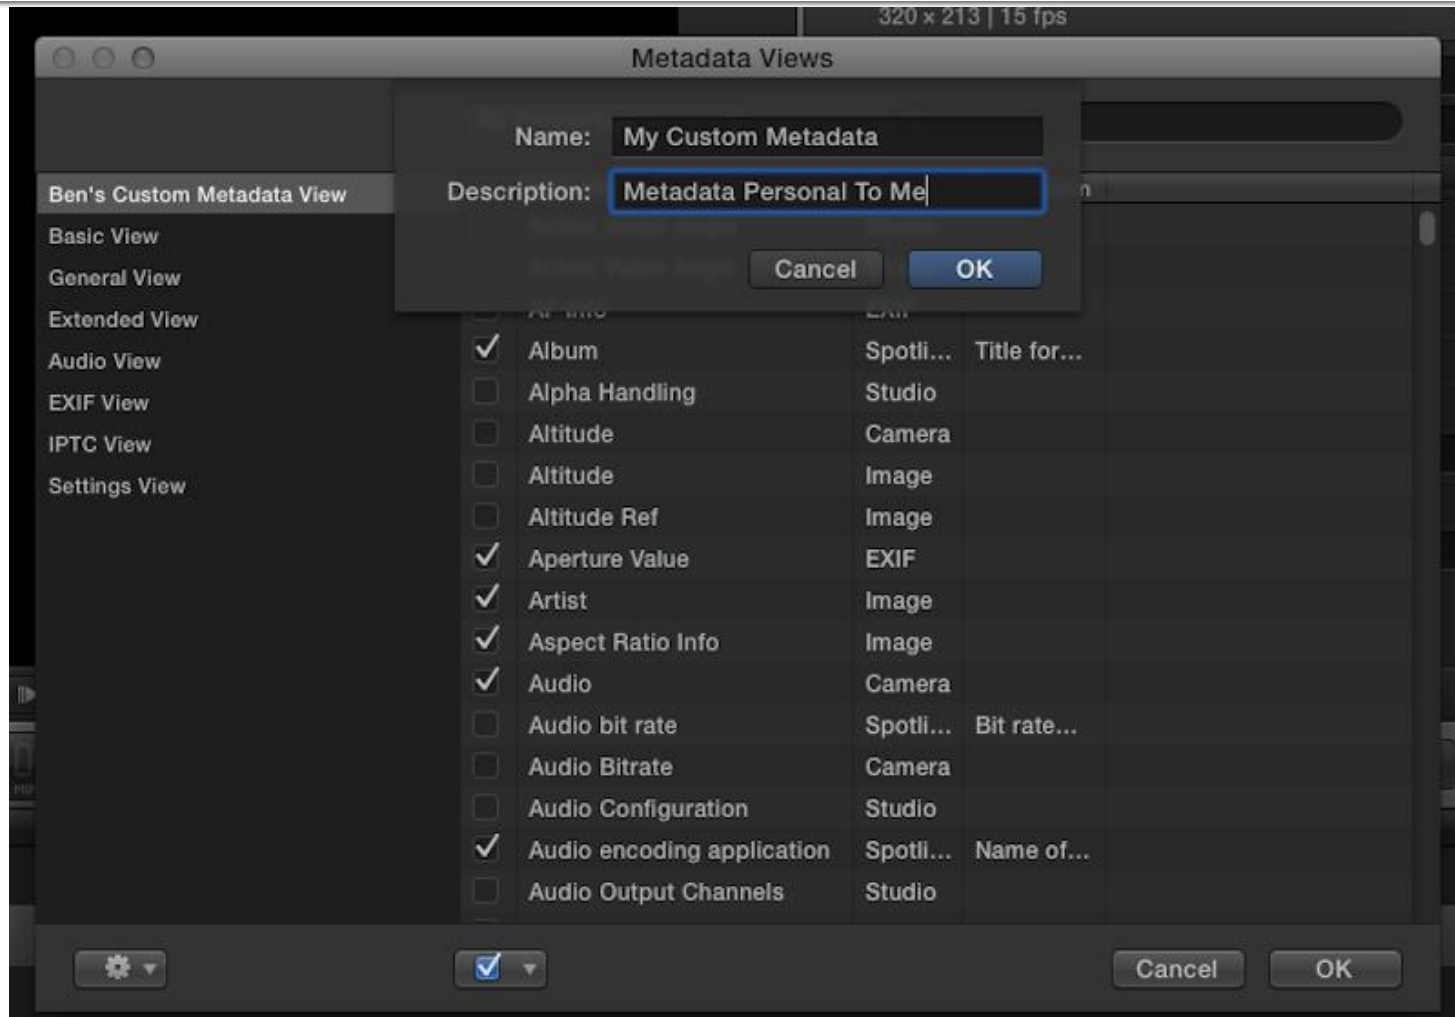 320 × 213 | 15 fps
Metadata Views
Name: My Custom Metadata
Description: Metadata Personal To Me
Cancel OK
Ben's Custom Metadata View
Basic View
General View
Extended View
Audio View
EXIF View
IPTC View
Settings View
Album Spotli... Title for...
Alpha Handling Studio
Altitude Camera
Altitude Image
Altitude Ref Image
Aperture Value EXIF
Artist Image
Aspect Ratio Info Image
Audio Camera
Audio bit rate Spotli... Bit rate...
Audio Bitrate Camera
Audio Configuration Studio
Audio encoding application Spotli... Name of...
Audio Output Channels Studio
Cancel OK